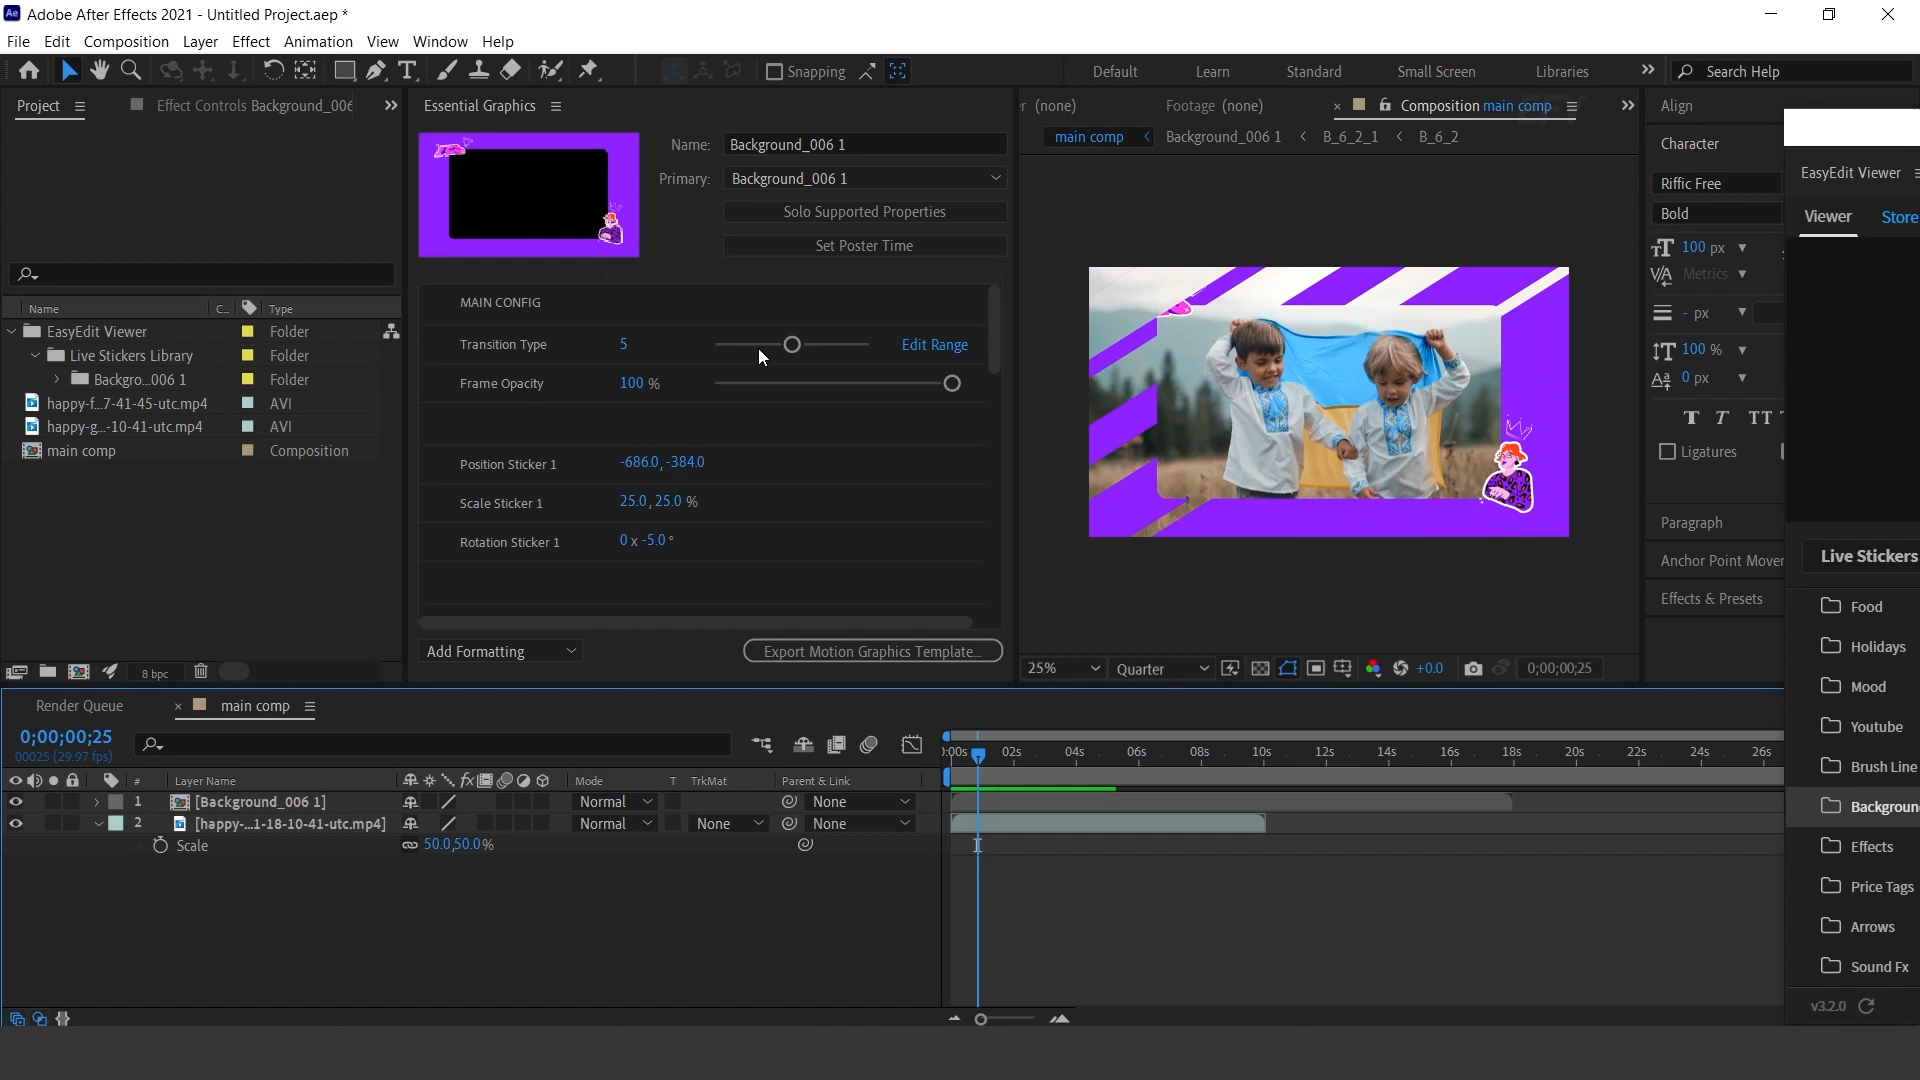 Ae Adobe After Effects 2021 - Untitled Project.aep *
File Edit Composition Layer Effect Animation View Window Help
Snapping
Default Learn Standard Small Screen Libraries
Search Help
Project
Effect Controls Background_006
EasyEdit Viewer
Name C... Type
EasyEdit Viewer Folder
Live Stickers Library Folder
Backgro...006 1 Folder
happy-f...7-41-45-utc.mp4 AVI
happy-g...-10-41-utc.mp4 AVI
main comp Composition
8 bpc
Essential Graphics
Name: Background_006 1
Primary: Background_006 1
Solo Supported Properties
Set Poster Time
MAIN CONFIG
Transition Type 5 Edit Range
Frame Opacity 100 %
Position Sticker 1 -686.0, -384.0
Scale Sticker 1 25.0, 25.0 %
Rotation Sticker 1 0 x -5.0 °
Add Formatting
Export Motion Graphics Template...
r (none) Footage (none) × Composition main comp
main comp < Background_006 1 < B_6_2_1 < B_6_2
25% Quarter +0.0 0;00;00;25
Align
Character
Riffic Free
Bold
100 px
Metrics
- px
100 %
0 px
T T TT
Ligatures
Paragraph
Anchor Point Mover
Effects & Presets
Viewer Store
Live Stickers
Food
Holidays
Mood
Youtube
Brush Line
Backgroun
Effects
Price Tags
Arrows
Sound Fx
v3.2.0
Render Queue × main comp
0;00;00;25
00025 (29.97 fps)
# Layer Name Mode T TrkMat Parent & Link
):00s 02s 04s 06s 08s 10s 12s 14s 16s 18s 20s 22s 24s 26s
1 [Background_006 1] Normal None
2 [happy-...1-18-10-41-utc.mp4] Normal None None
Scale 50.0,50.0%